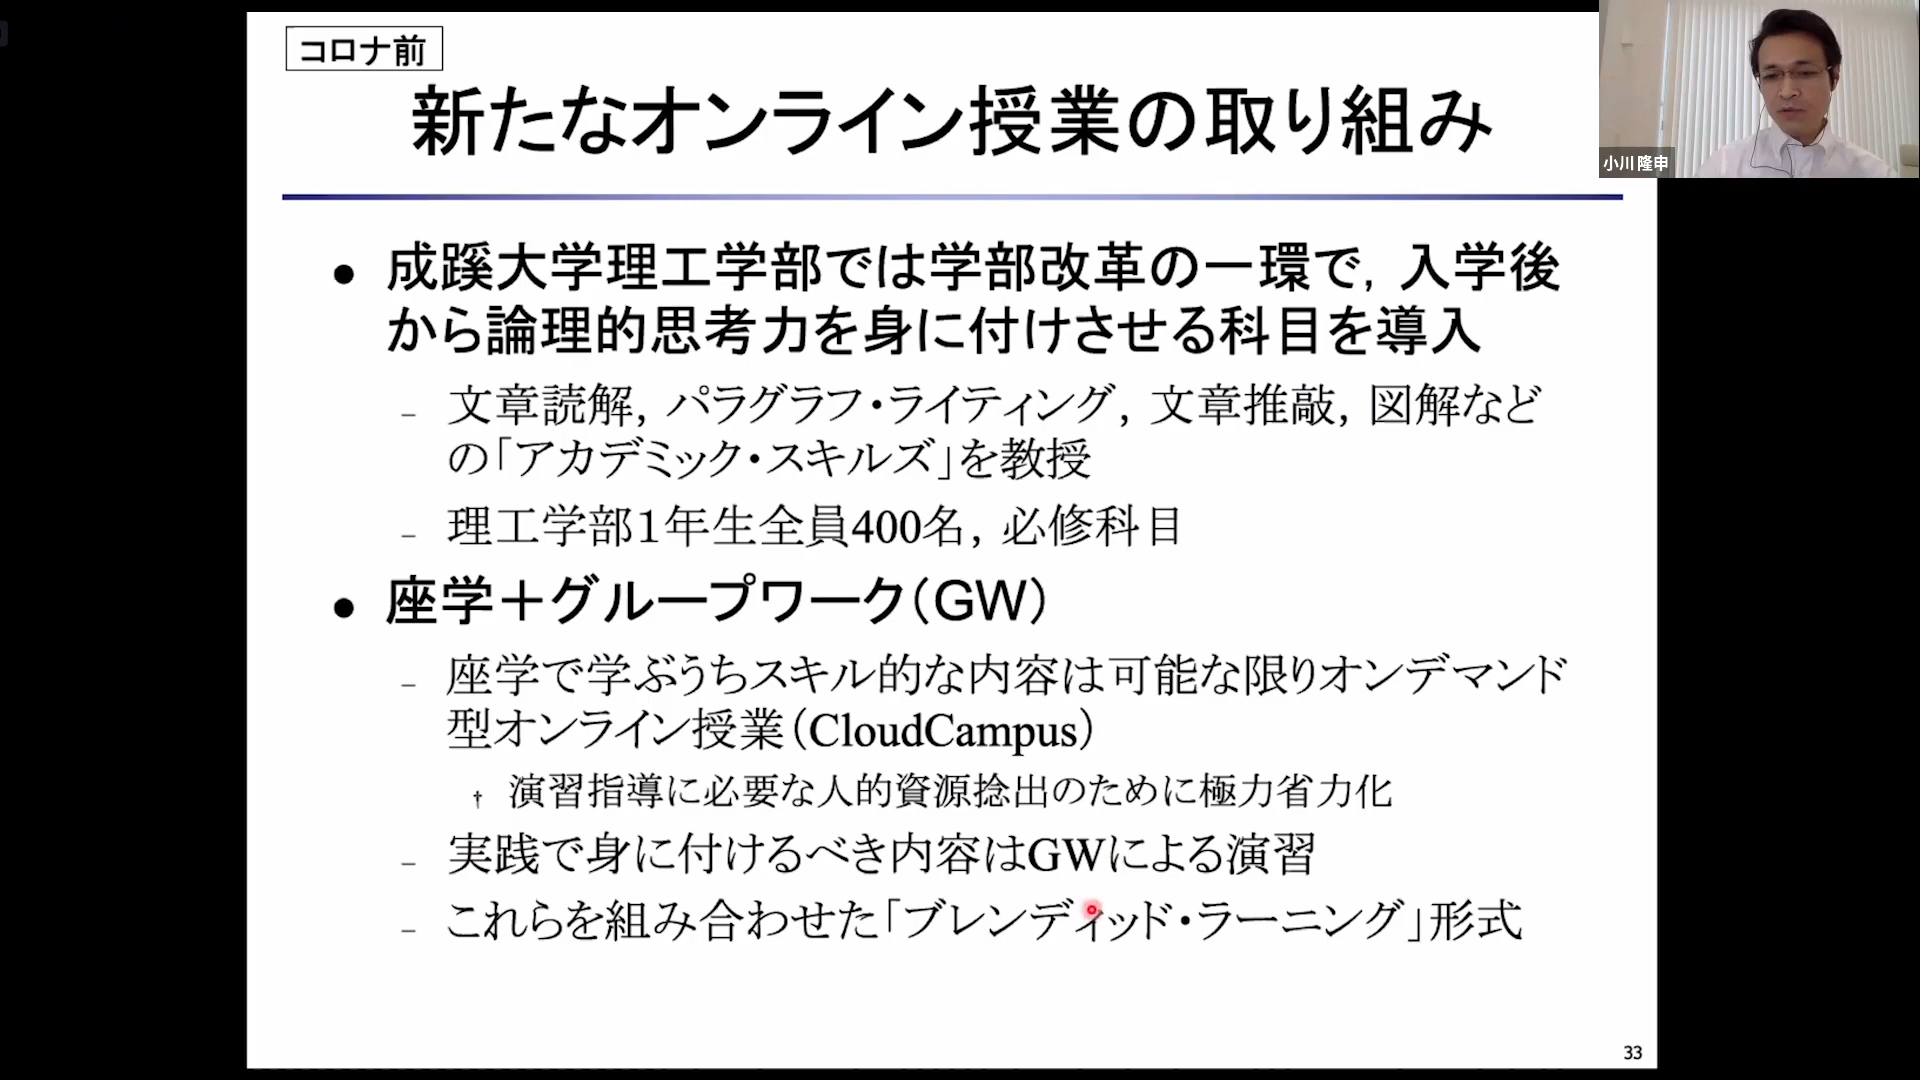 コロナ前
新たなオンライン授業の取り組み
小川 隆申
● 成蹊大学理工学部では学部改革の一環で，入学後
から論理的思考力を身に付けさせる科目を導入
– 文章読解，パラグラフ・ライティング，文章推敲，図解など
の「アカデミック・スキルズ」を教授
– 理工学部１年生全員400名，必修科目
● 座学＋グループワーク（GW）
– 座学で学ぶうちスキル的な内容は可能な限りオンデマンド
型オンライン授業（CloudCampus）
† 演習指導に必要な人的資源捻出のために極力省力化
– 実践で身に付けるべき内容はGWによる演習
– これらを組み合わせた「ブレンディッド・ラーニング」形式
33